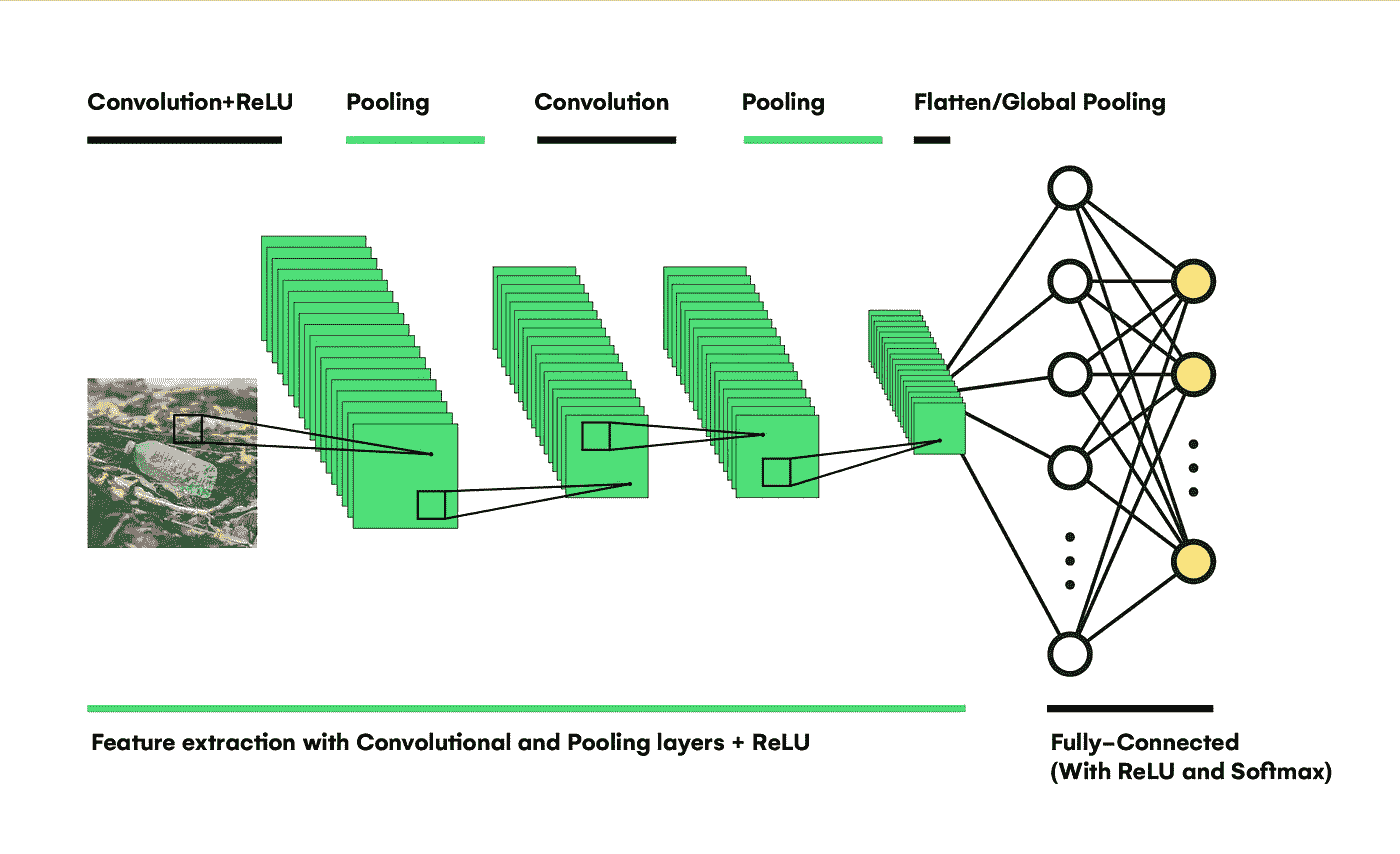 Convolution+ReLU
Pooling
Convolution
Pooling
Flatten/Global Pooling
Feature extraction with Convolutional and Pooling layers + ReLU
Fully-Connected
(With ReLU and Softmax)